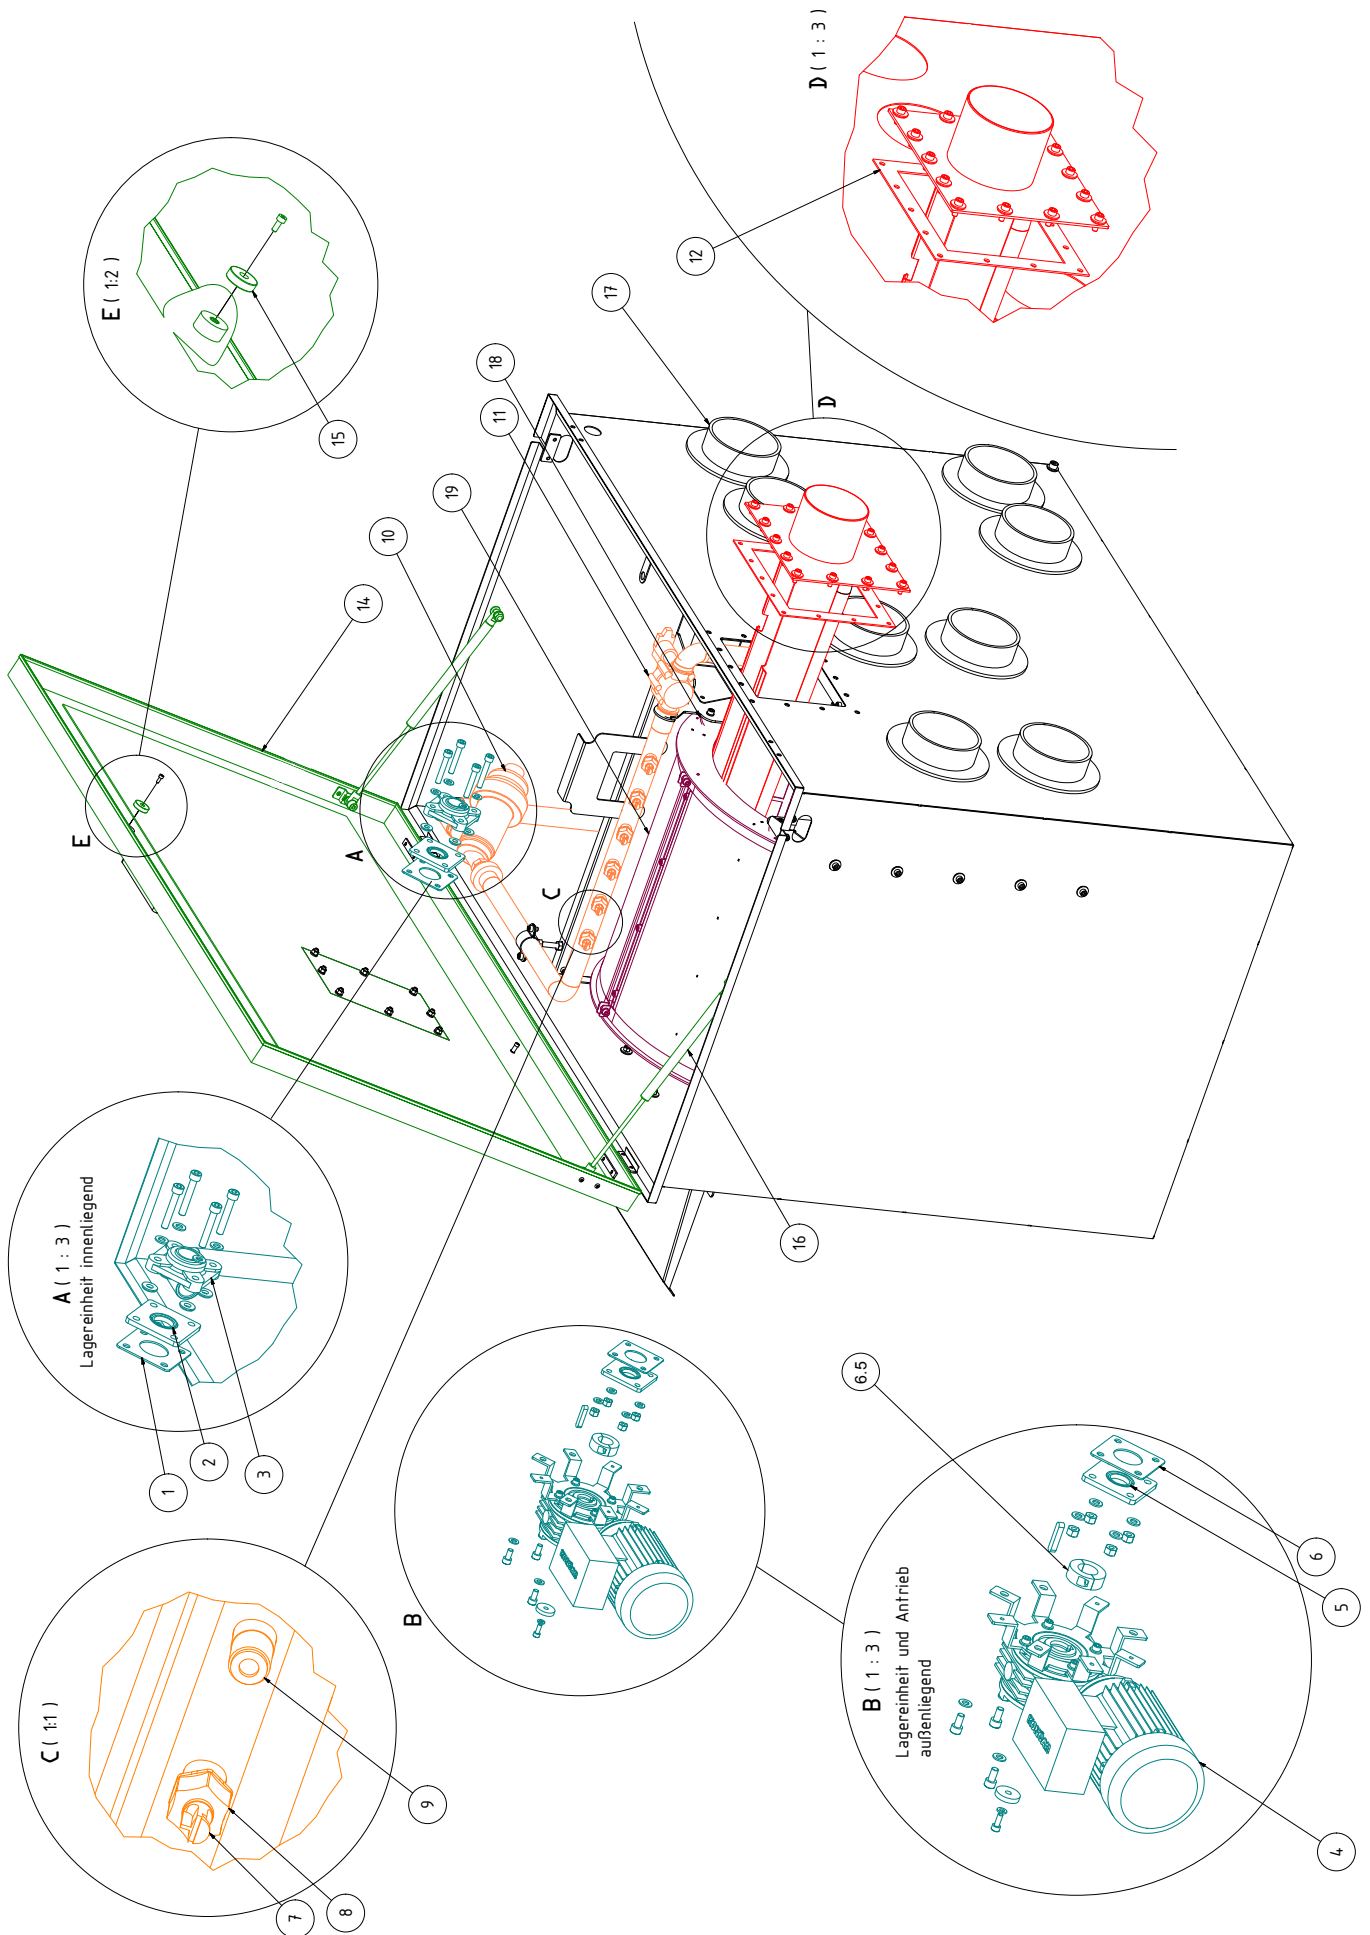 D ( 1 : 3 )
12
17
18
11
19
10
14
E ( 1:2 )
15
D
E
A
C
A ( 1 : 3 )
Lagereinheit innenliegend
1
2
3
16
C ( 1:1 )
7
8
9
B
6.5
B ( 1 : 3 )
Lagereinheit und Antrieb
außenliegend
6
5
4